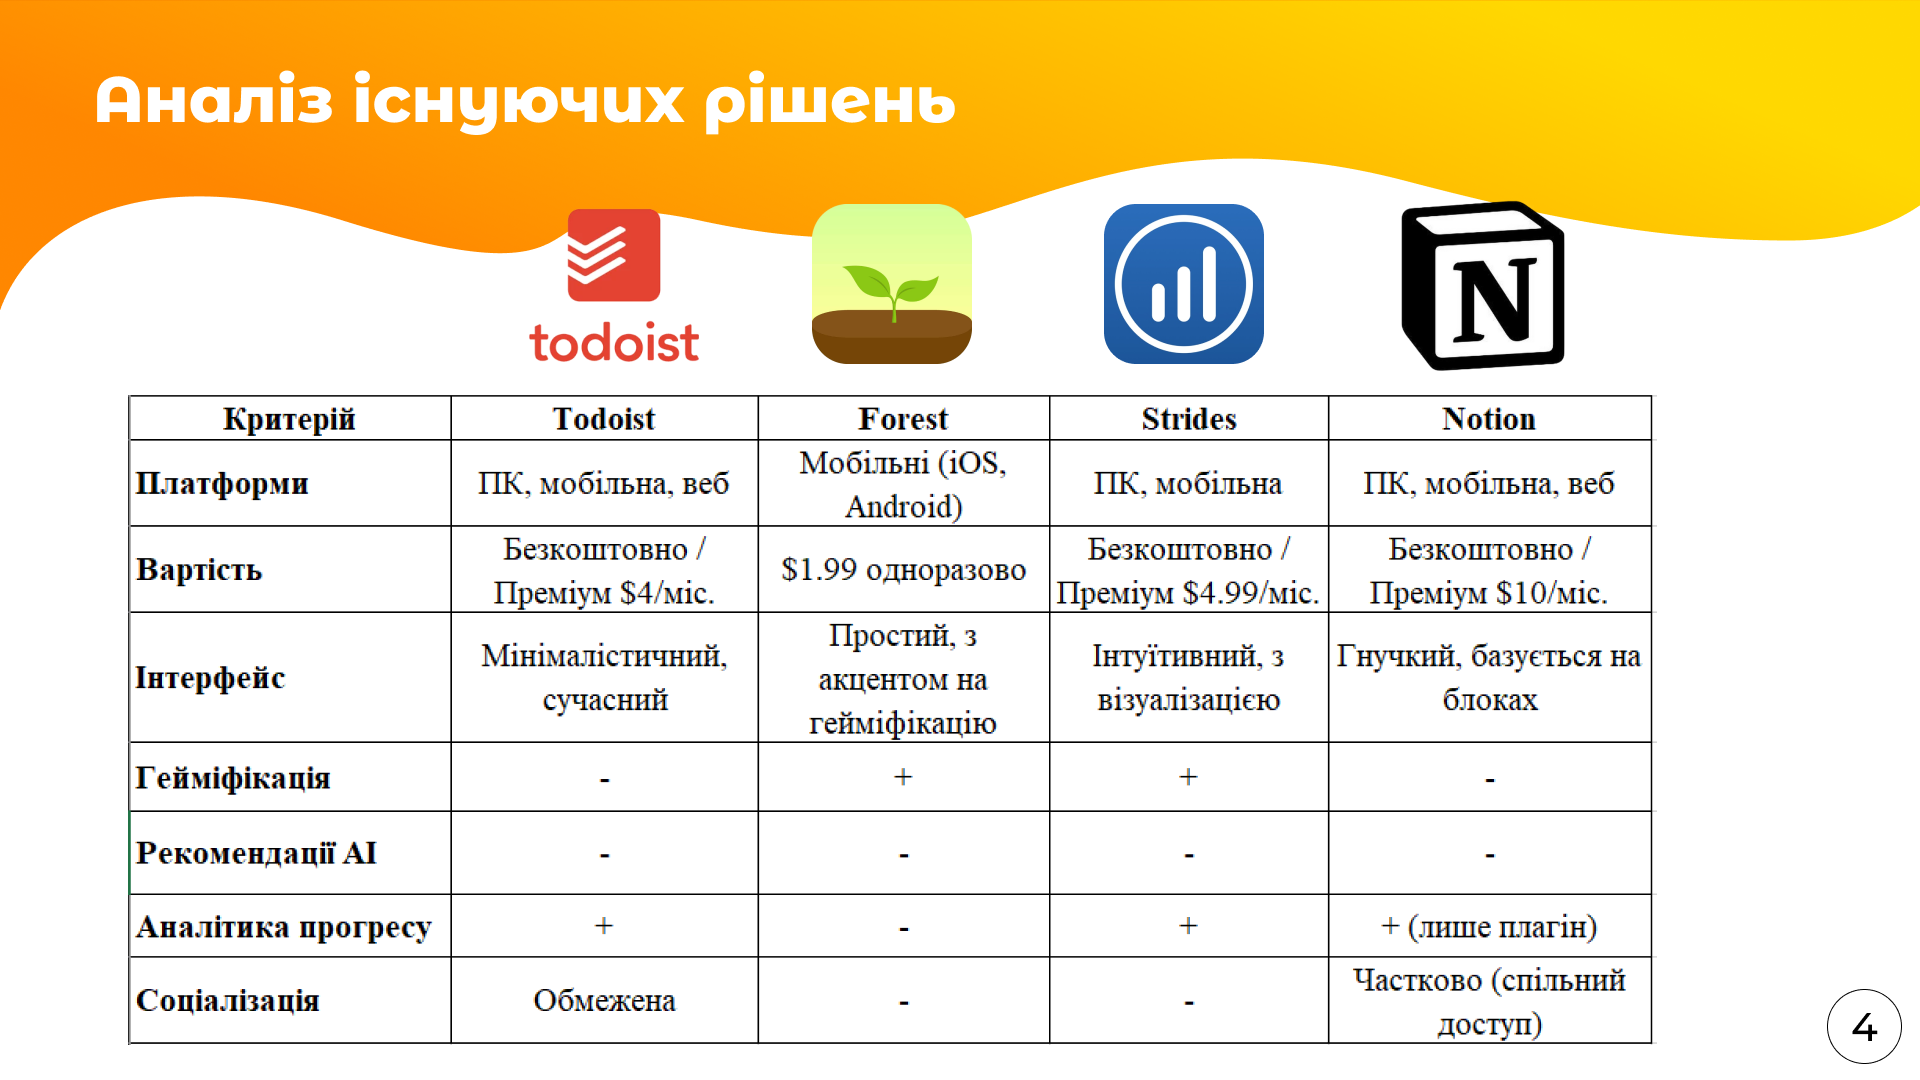 Аналіз існуючих рішень
todoist
N
Критерій Todoist Forest Strides Notion
Платформи ПК, мобільна, веб Мобільні (iOS, Android) ПК, мобільна ПК, мобільна, веб
Вартість Безкоштовно / Преміум $4/міс. $1.99 одноразово Безкоштовно / Преміум $4.99/міс. Безкоштовно / Преміум $10/міс.
Інтерфейс Мінімалістичний, сучасний Простий, з акцентом на гейміфікацію Інтуїтивний, з візуалізацією Гнучкий, базується на блоках
Гейміфікація - + + -
Рекомендації AI - - - -
Аналітика прогресу + - + + (лише плагін)
Соціалізація Обмежена - - Частково (спільний доступ)
4